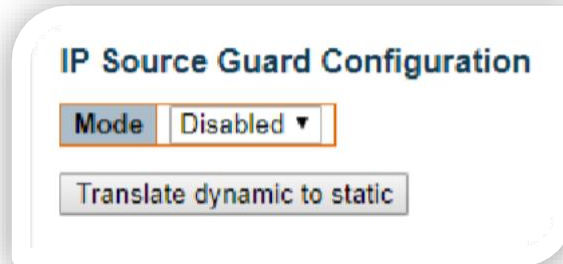 IP Source Guard Configuration
Mode Disabled
Translate dynamic to static